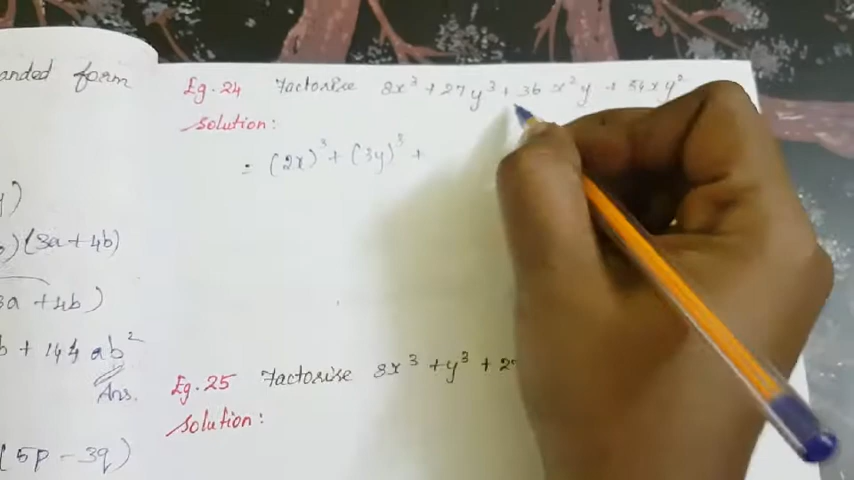 anded form
y)
) (3a + 4b)
3a + 4b)
b + 144 ab²
Ans.
(5p - 3q)
Eg. 24 Factorise 8x³ + 27y³ + 36 x²y + 54xy²
Solution:
= (2x)³ + (3y)³ +
Eg. 25 Factorise 8x³ + y³ + 27
Solution: